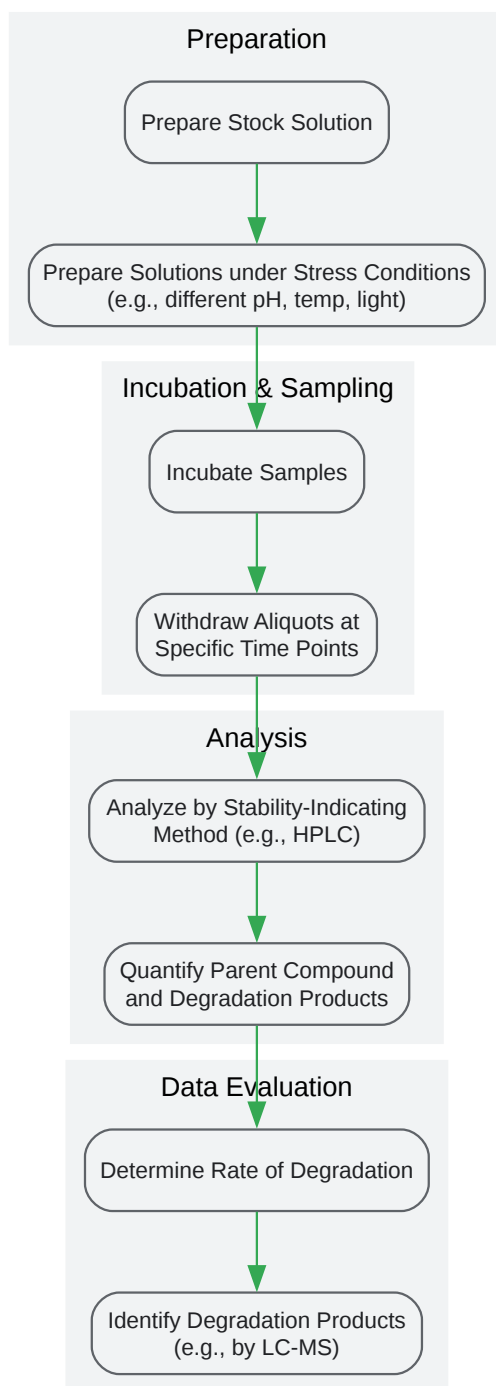 Preparation
Prepare Stock Solution
Prepare Solutions under Stress Conditions
(e.g., different pH, temp, light)
Incubation & Sampling
Incubate Samples
Withdraw Aliquots at
Specific Time Points
Analysis
Analyze by Stability-Indicating
Method (e.g., HPLC)
Quantify Parent Compound
and Degradation Products
Data Evaluation
Determine Rate of Degradation
Identify Degradation Products
(e.g., by LC-MS)